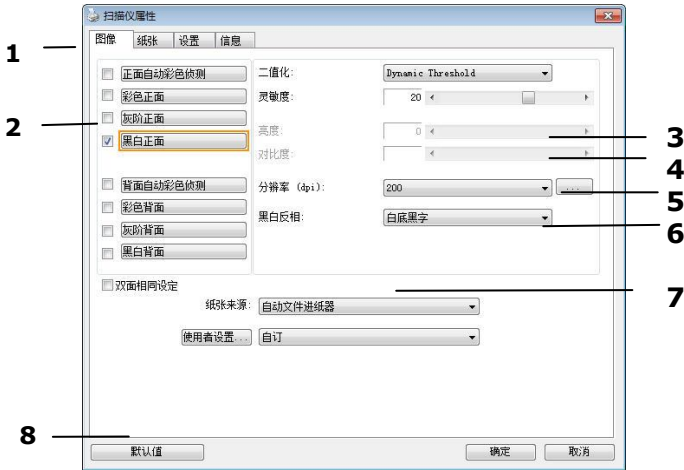 扫描仪属性
图像 纸张 设置 信息
1
正面自动彩色侦测
彩色正面
2
灰阶正面
黑白正面
背面自动彩色侦测
彩色背面
灰阶背面
黑白背面
二值化: Dynamic Threshold
灵敏度: 20
亮度: 0
3
对比度:
4
分辨率 (dpi): 200 ...
5
黑白反相: 白底黑字
6
双面相同设定
7
纸张来源: 自动文件进纸器
使用者设置... 自订
8
默认值 确定 取消